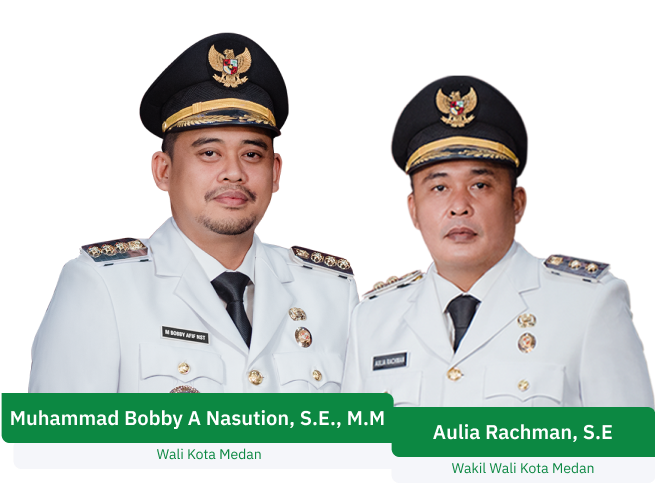 M BOBBY AFIF NST
AULIA RACHMAN
Muhammad Bobby A Nasution, S.E., M.M
Wali Kota Medan
Aulia Rachman, S.E
Wakil Wali Kota Medan